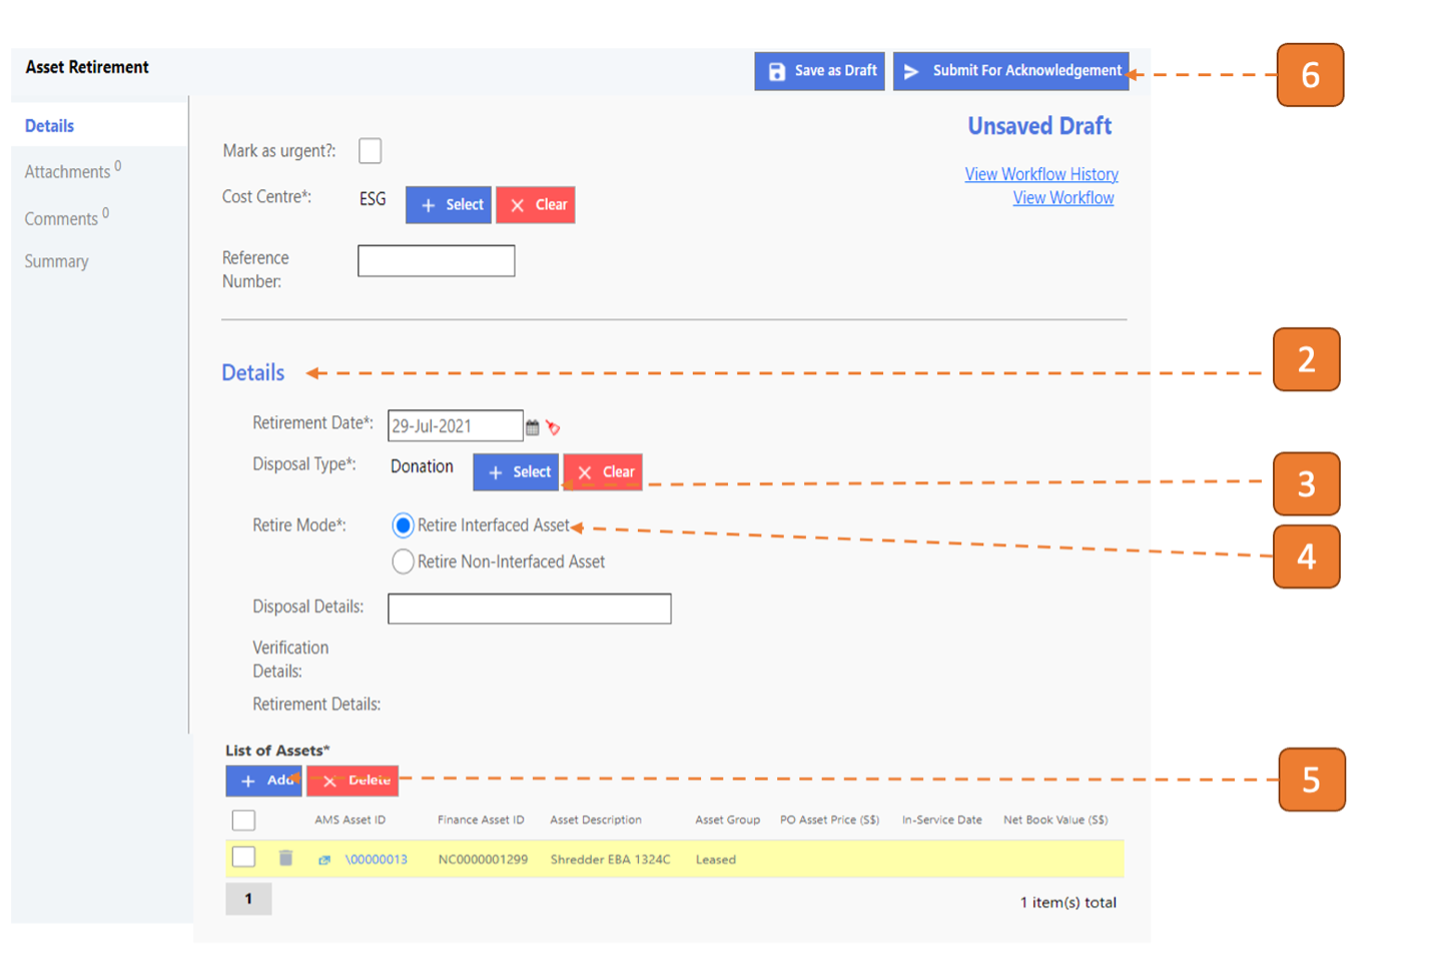 Asset Retirement
Save as Draft
Submit For Acknowledgement
6
Details
Attachments 0
Comments 0
Summary
Unsaved Draft
View Workflow History
View Workflow
Mark as urgent?:
Cost Centre*: ESG + Select × Clear
Reference
Number:
Details
2
Retirement Date*: 29-Jul-2021
Disposal Type*: Donation + Select × Clear
3
Retire Mode*: Retire Interfaced Asset
Retire Non-Interfaced Asset
4
Disposal Details:
Verification
Details:
Retirement Details:
List of Assets*
+ Add × Delete
5
AMS Asset ID Finance Asset ID Asset Description Asset Group PO Asset Price (S$) In-Service Date Net Book Value (S$)
\00000013 NC0000001299 Shredder EBA 1324C Leased
1
1 item(s) total